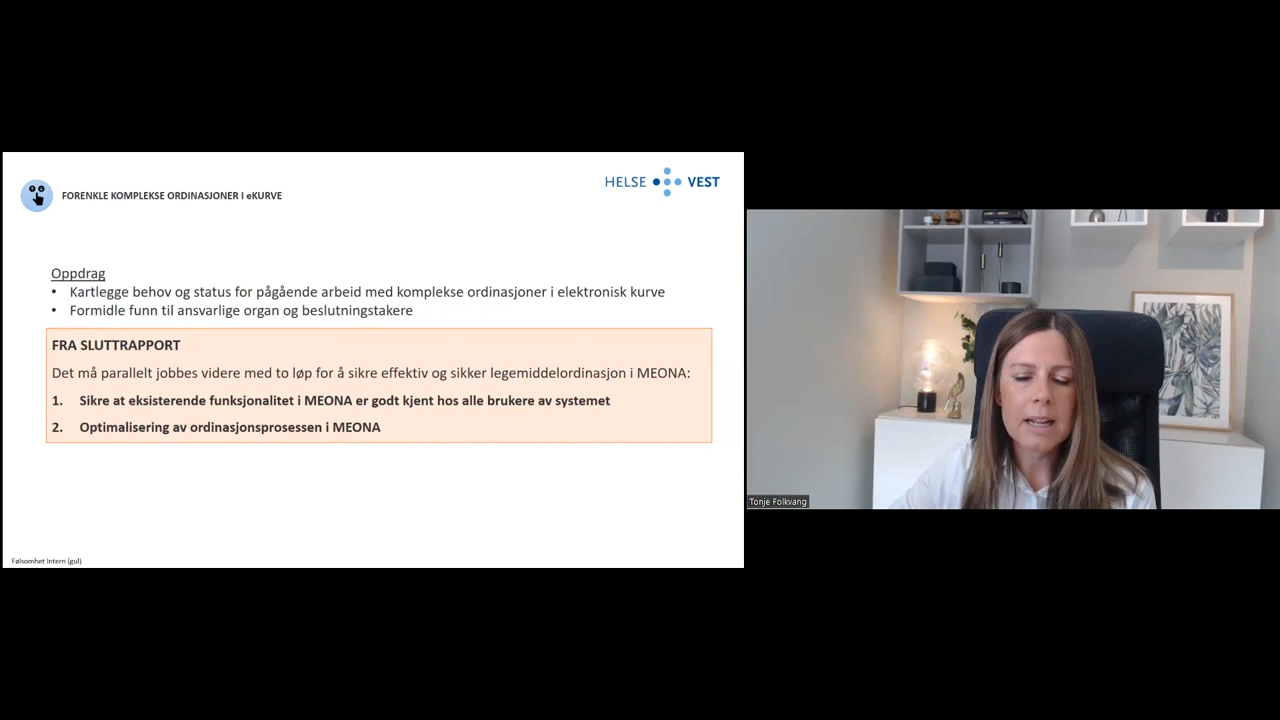 FORENKLE KOMPLEKSE ORDINASJONER I eKURVE
HELSE VEST
Oppdrag
• Kartlegge behov og status for pågående arbeid med komplekse ordinasjoner i elektronisk kurve
• Formidle funn til ansvarlige organ og beslutningstakere
FRA SLUTTRAPPORT
Det må parallelt jobbes videre med to løp for å sikre effektiv og sikker legemiddelordinasjon i MEONA:
1. Sikre at eksisterende funksjonalitet i MEONA er godt kjent hos alle brukere av systemet
2. Optimalisering av ordinasjonsprosessen i MEONA
Følsomhet Intern (gul)
Tonje Folkvang